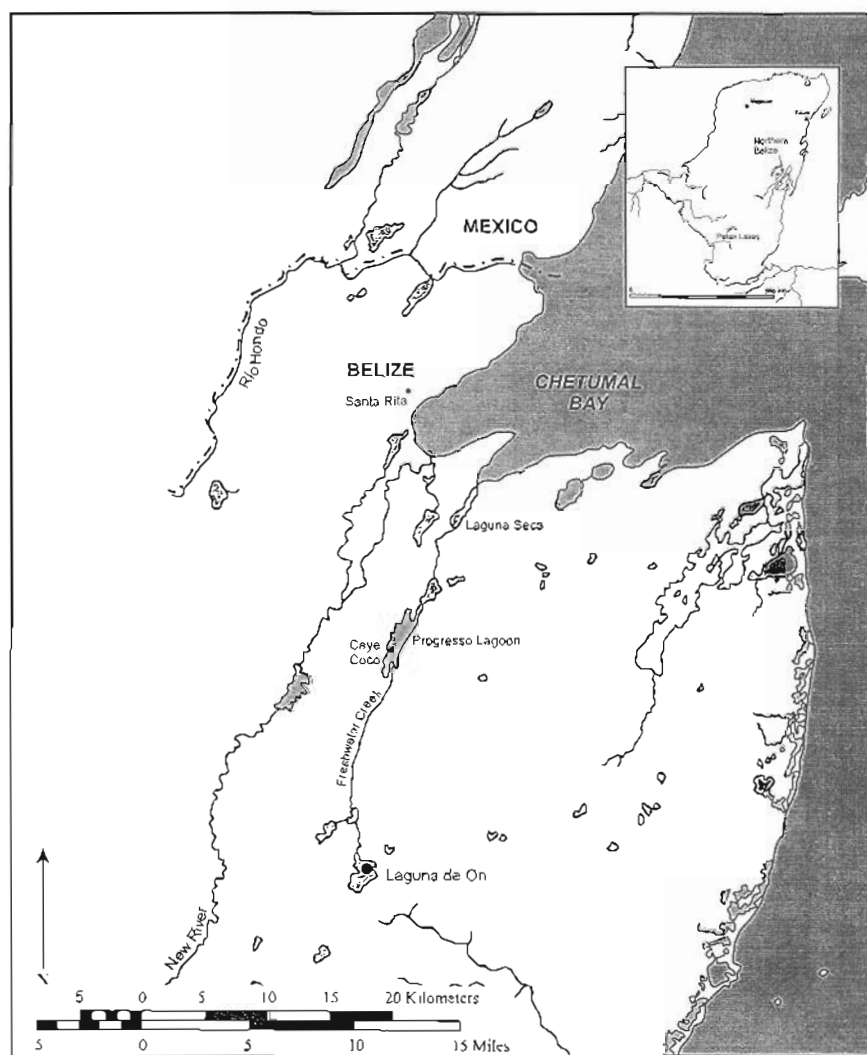 MEXICO
Northern
Belize
Río Hondo
BELIZE
Santa Rita
CHETUMAL
BAY
Laguna Seca
Caye
Coco
Progresso Lagoon
Freshwater Creek
Laguna de On
New River
5 0 5 10 15 20 Kilometers
5 0 5 10 15 Miles